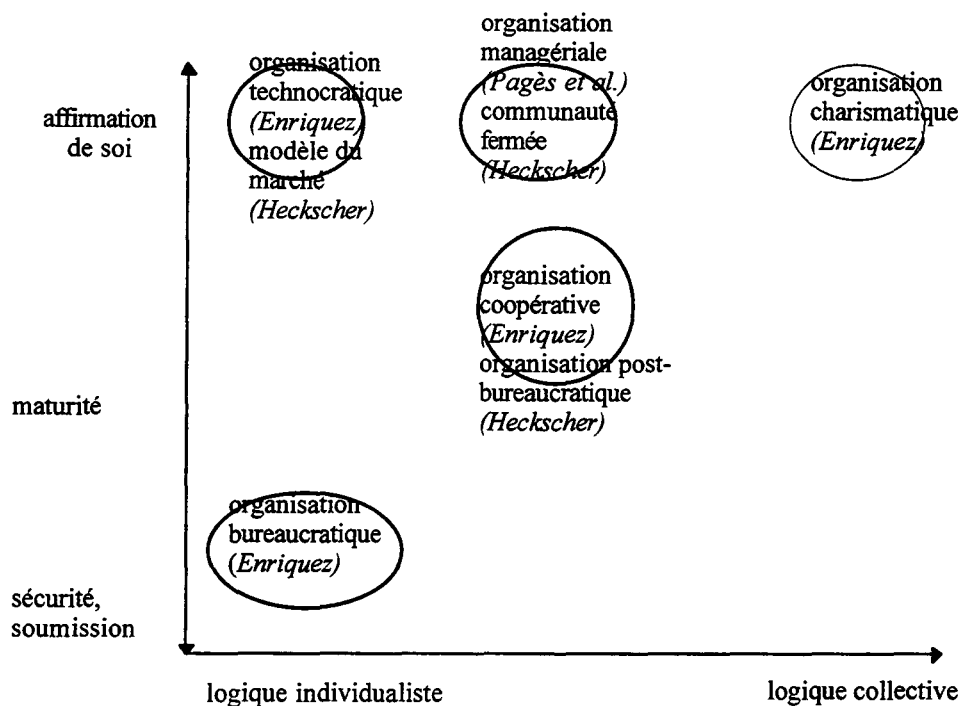 affirmation
de soi
organisation
technocratique
(Enriquez)
modèle du
marché
(Heckscher)
organisation
managériale
(Pagès et al.)
communauté
fermée
(Heckscher)
organisation
charismatique
(Enriquez)
organisation
coopérative
(Enriquez)
organisation post-
bureaucratique
(Heckscher)
maturité
organisation
bureaucratique
(Enriquez)
sécurité,
soumission
logique individualiste
logique collective